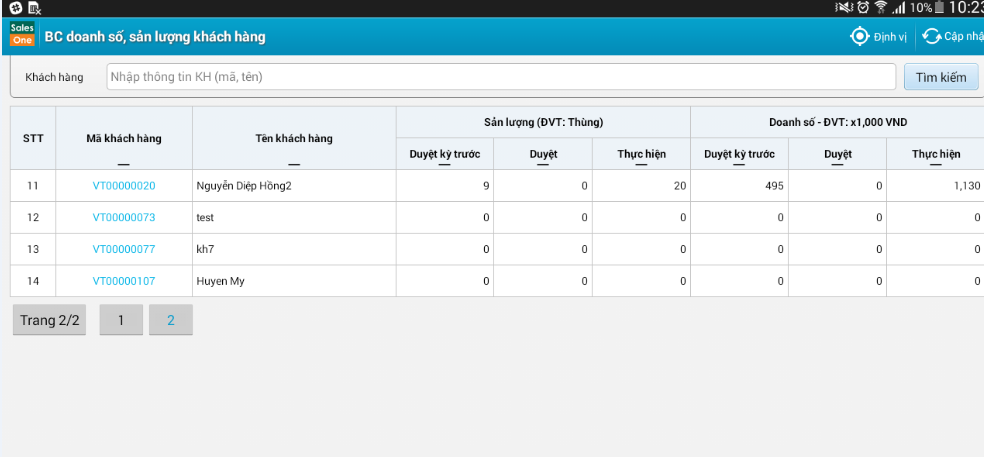 10% 10:23
Sales One BC doanh số, sản lượng khách hàng Định vị Cập nhậ
Khách hàng Nhập thông tin KH (mã, tên) Tìm kiếm
STT Mã khách hàng Tên khách hàng Sản lượng (ĐVT: Thùng) Doanh số - ĐVT: x1,000 VND
Duyệt kỳ trước Duyệt Thực hiện Duyệt kỳ trước Duyệt Thực hiện
11 VT00000020 Nguyễn Diệp Hồng2 9 0 20 495 0 1,130
12 VT00000073 test 0 0 0 0 0 0
13 VT00000077 kh7 0 0 0 0 0 0
14 VT00000107 Huyen My 0 0 0 0 0 0
Trang 2/2 1 2